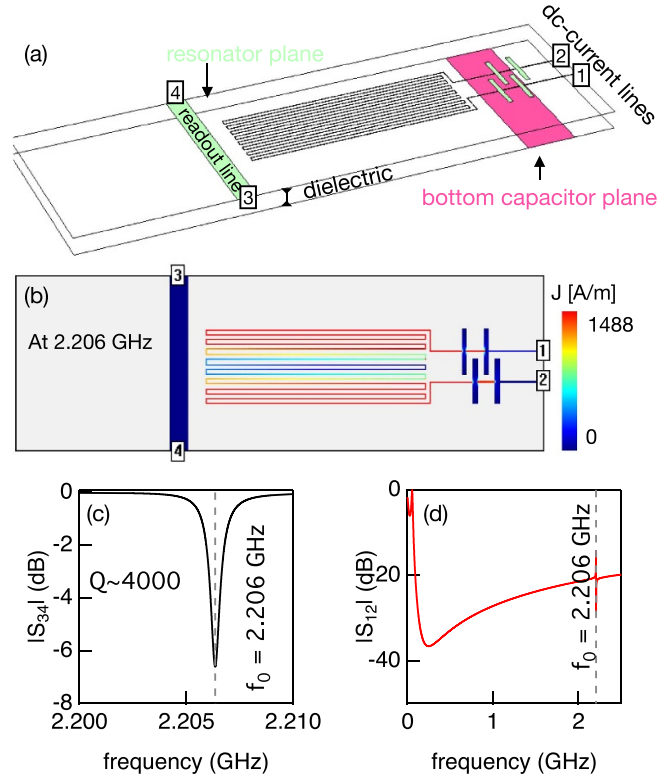 (a)
resonator plane
dc-current lines
2
1
4
readout line
3
dielectric
bottom capacitor plane
(b)
3
J [A/m]
1488
At 2.206 GHz
1
2
0
4
(c)
0
-2
-4
-6
-8
|S34| (dB)
Q~4000
f0 = 2.206 GHz
2.200
2.205
2.210
frequency (GHz)
(d)
0
-20
-40
|S12| (dB)
f0 = 2.206 GHz
0
1
2
frequency (GHz)